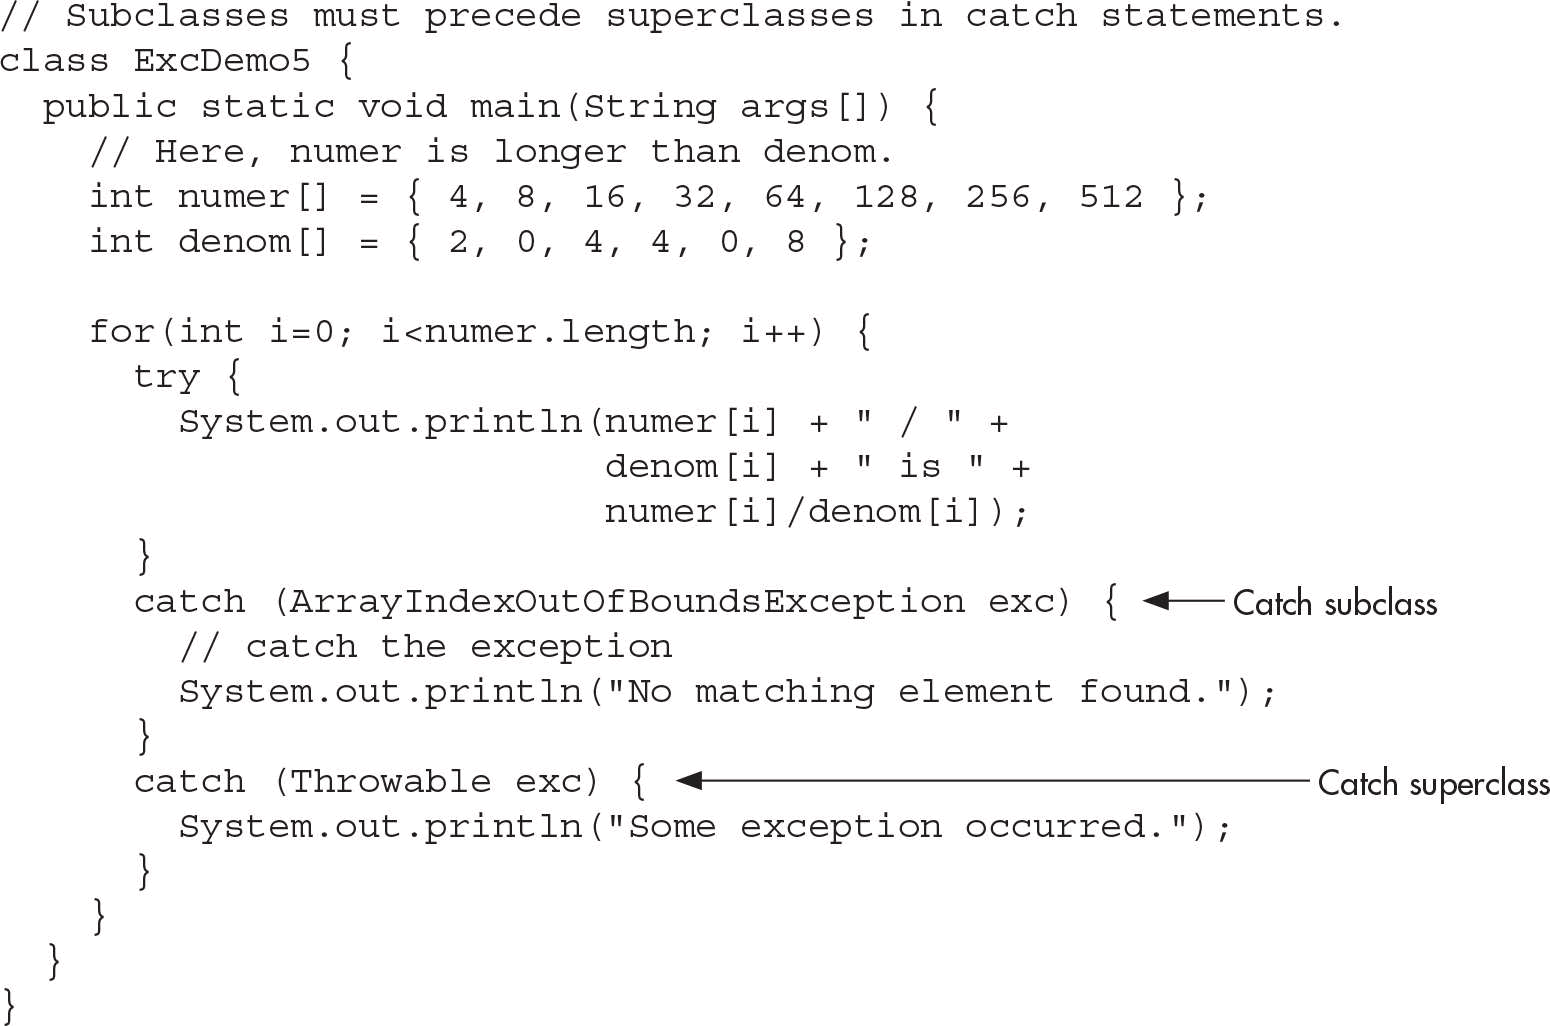 // Subclasses must precede superclasses in catch statements.
class ExcDemo5 {
  public static void main(String args[]) {
    // Here, numer is longer than denom.
    int numer[] = { 4, 8, 16, 32, 64, 128, 256, 512 };
    int denom[] = { 2, 0, 4, 4, 0, 8 };

    for(int i=0; i<numer.length; i++) {
      try {
        System.out.println(numer[i] + " / " +
                           denom[i] + " is " +
                           numer[i]/denom[i]);
      }
      catch (ArrayIndexOutOfBoundsException exc) { Catch subclass
        // catch the exception
        System.out.println("No matching element found.");
      }
      catch (Throwable exc) { Catch superclass
        System.out.println("Some exception occurred.");
      }
    }
  }
}